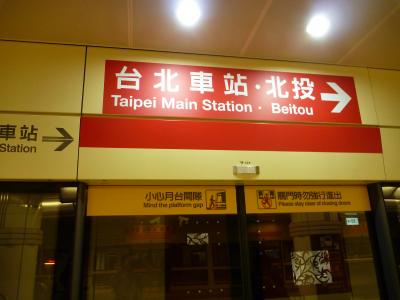 台北車站·北投
Taipei Main Station · Beitou
車站
Station
小心月台間隙
Mind the platform gap
關門時勿強行進出
Please stay clear of closing doors